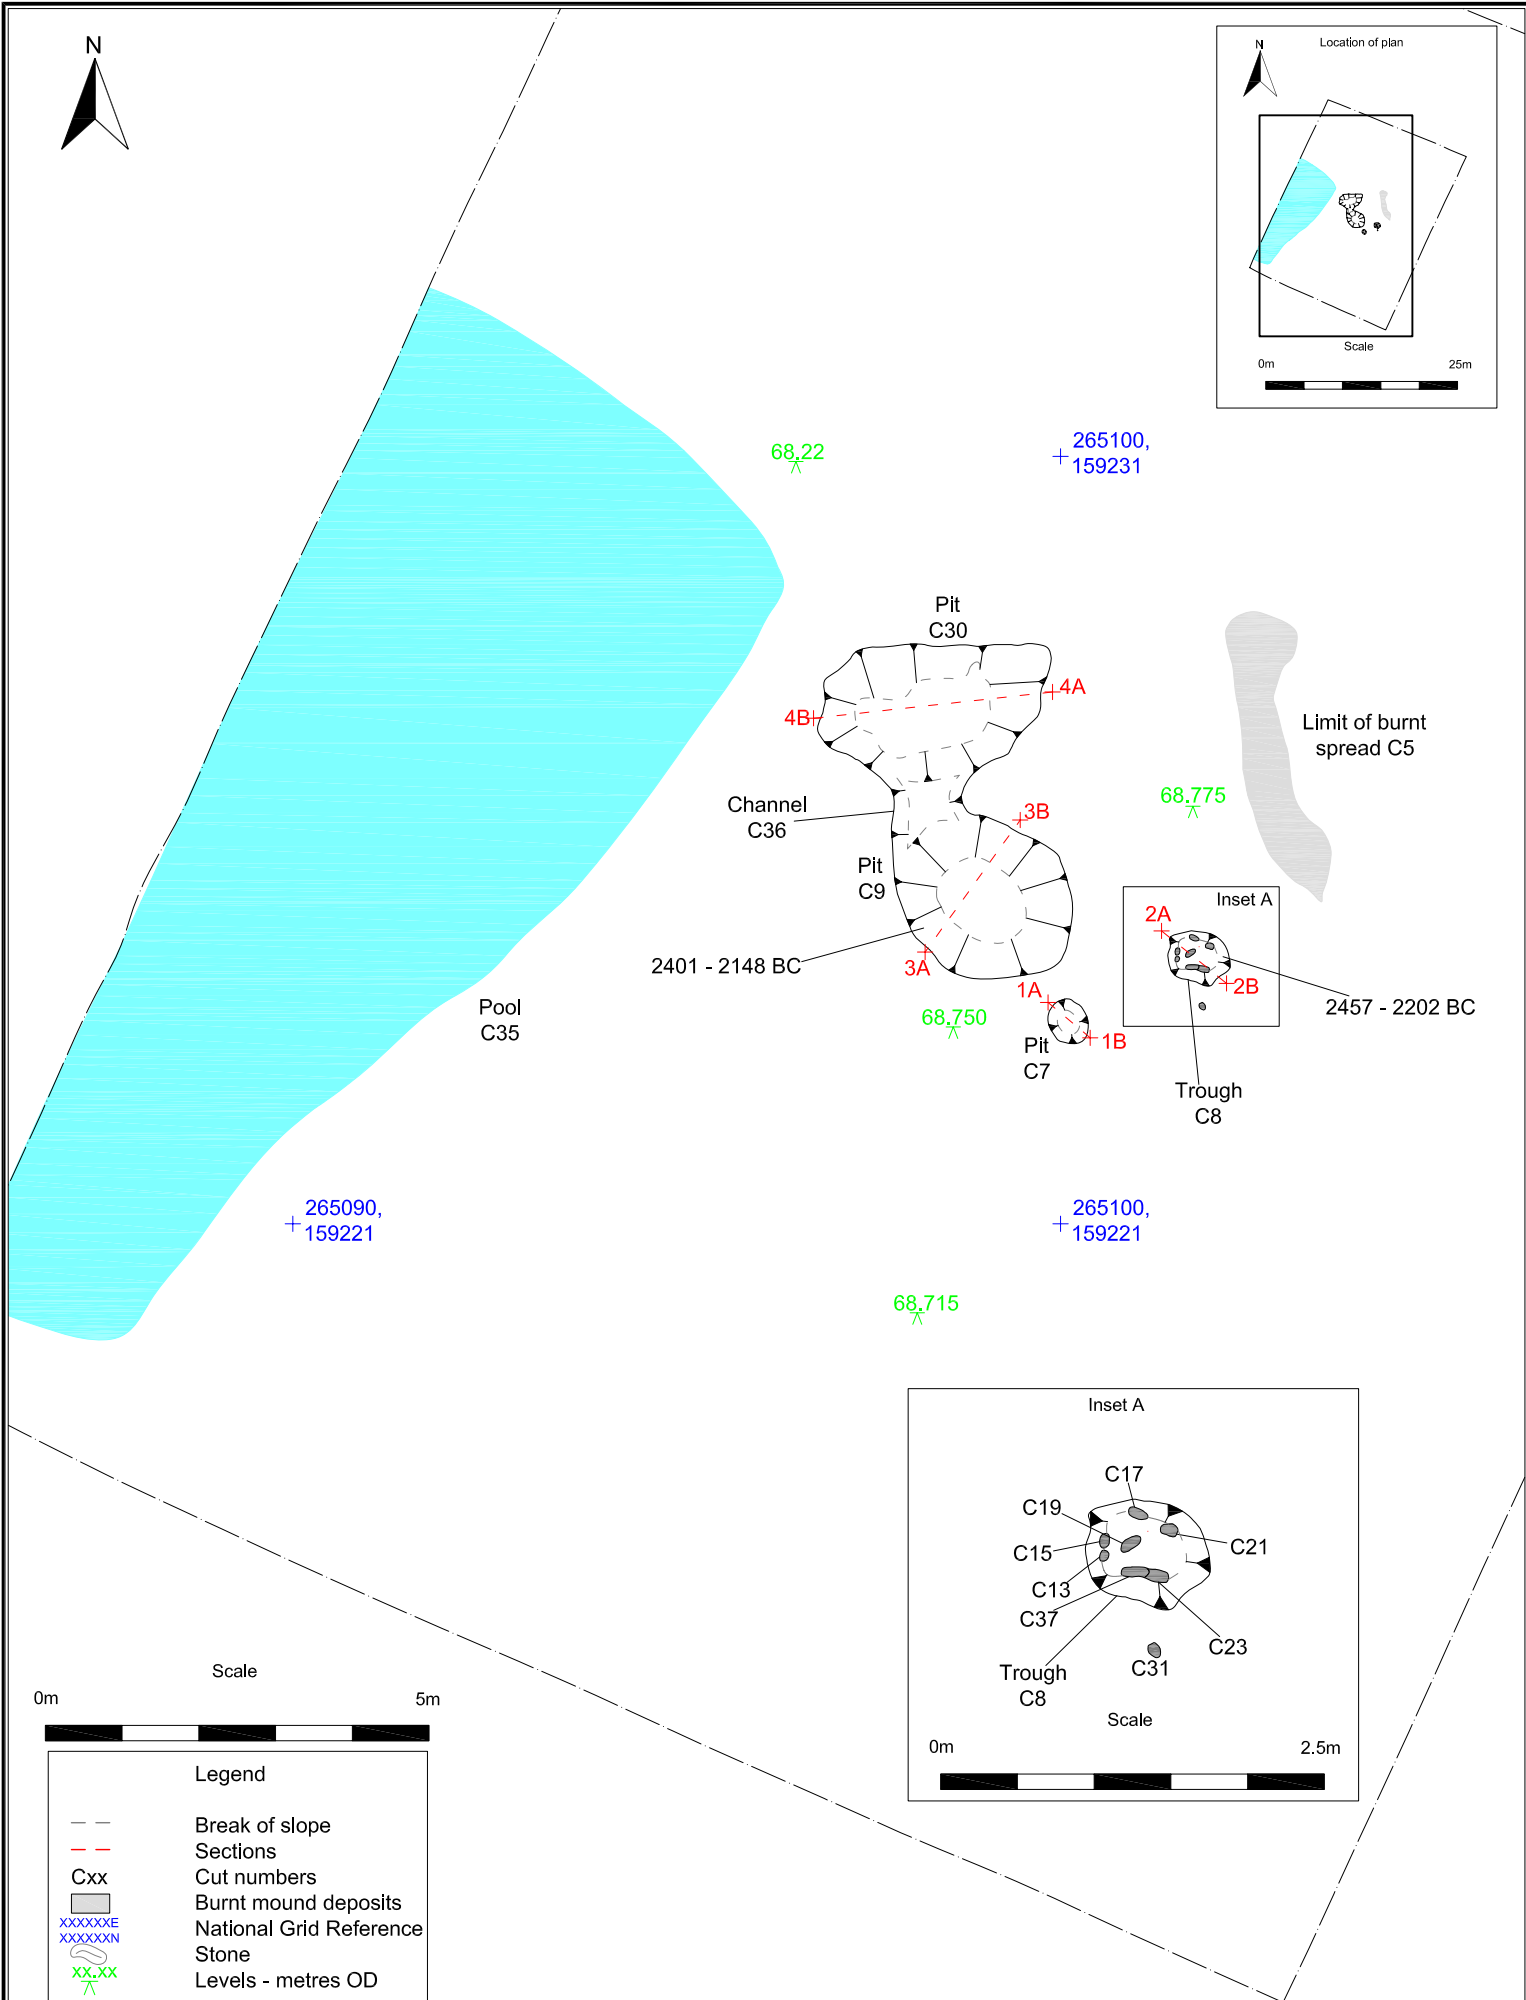 N
Location of plan
N
Scale
0m 25m
68.22
265100,
159231
Pit
C30
4A
4B
Limit of burnt
spread C5
68.775
Channel
C36
3B
Pit
C9
Inset A
2A
2401 - 2148 BC
3A
1A
2B
2457 - 2202 BC
Pool
C35
68.750
1B
Pit
C7
Trough
C8
265090,
159221
265100,
159221
68.715
Inset A
C17
C19
C15
C21
C13
C37
C23
C31
Trough
C8
Scale
0m 2.5m
Scale
0m 5m
Legend
Break of slope
Sections
Cxx Cut numbers
Burnt mound deposits
XXXXXXE
XXXXXXN
National Grid Reference
Stone
XX.XX
Levels - metres OD